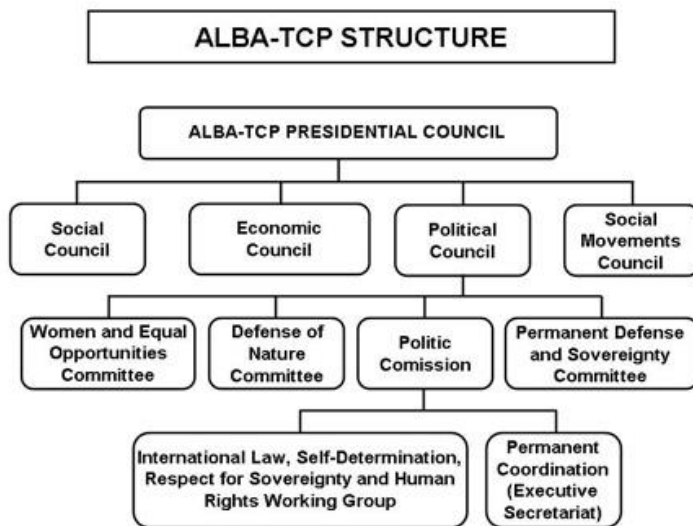 ALBA-TCP STRUCTURE
ALBA-TCP PRESIDENTIAL COUNCIL
Social
Council
Economic
Council
Political
Council
Social
Movements
Council
Women and Equal
Opportunities
Committee
Defense of
Nature
Committee
Politic
Comission
Permanent Defense
and Sovereignty
Committee
International Law, Self-Determination,
Respect for Sovereignty and Human
Rights Working Group
Permanent
Coordination
(Executive
Secretariat)